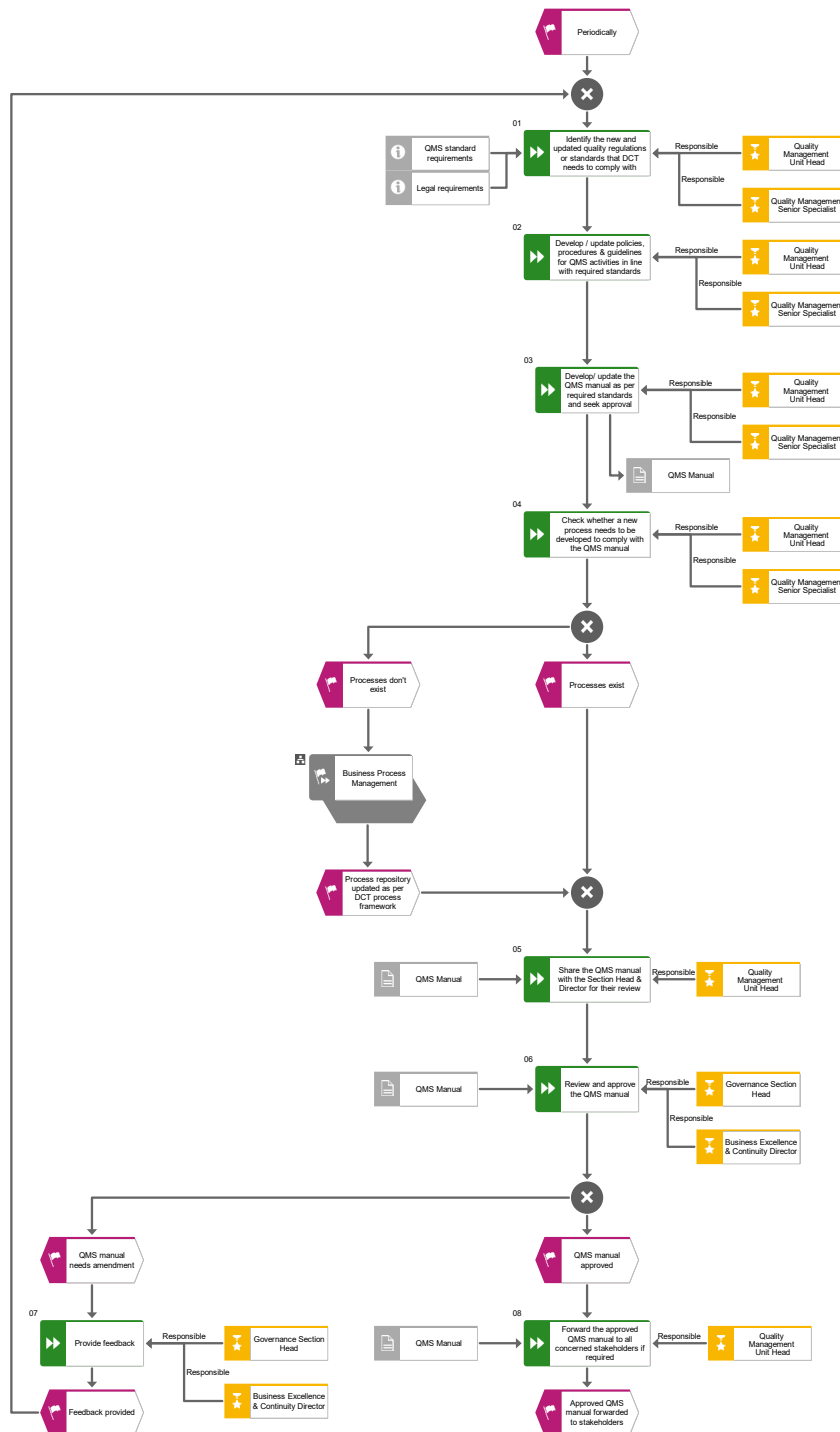 Periodically
01
QMS standard
requirements
Legal requirements
Identify the new and
updated quality regulations
or standards that DCT
needs to comply with
Responsible
Responsible
Quality
Management
Unit Head
Quality Management
Senior Specialist
02
Develop / update policies,
procedures & guidelines
for QMS activities in line
with required standards
Responsible
Responsible
Quality
Management
Unit Head
Quality Management
Senior Specialist
03
Develop/ update the
QMS manual as per
required standards
and seek approval
Responsible
Responsible
Quality
Management
Unit Head
Quality Management
Senior Specialist
QMS Manual
04
Check whether a new
process needs to be
developed to comply with
the QMS manual
Responsible
Responsible
Quality
Management
Unit Head
Quality Management
Senior Specialist
Processes don't
exist
Processes exist
Business Process
Management
Process repository
updated as per
DCT process
framework
05
QMS Manual
Share the QMS manual
with the Section Head &
Director for their review
Responsible
Quality
Management
Unit Head
06
QMS Manual
Review and approve
the QMS manual
Responsible
Responsible
Governance Section
Head
Business Excellence
& Continuity Director
QMS manual
needs amendment
QMS manual
approved
07
Provide feedback
Responsible
Responsible
Governance Section
Head
Business Excellence
& Continuity Director
Feedback provided
08
QMS Manual
Forward the approved
QMS manual to all
concerned stakeholders if
required
Responsible
Quality
Management
Unit Head
Approved QMS
manual forwarded
to stakeholders